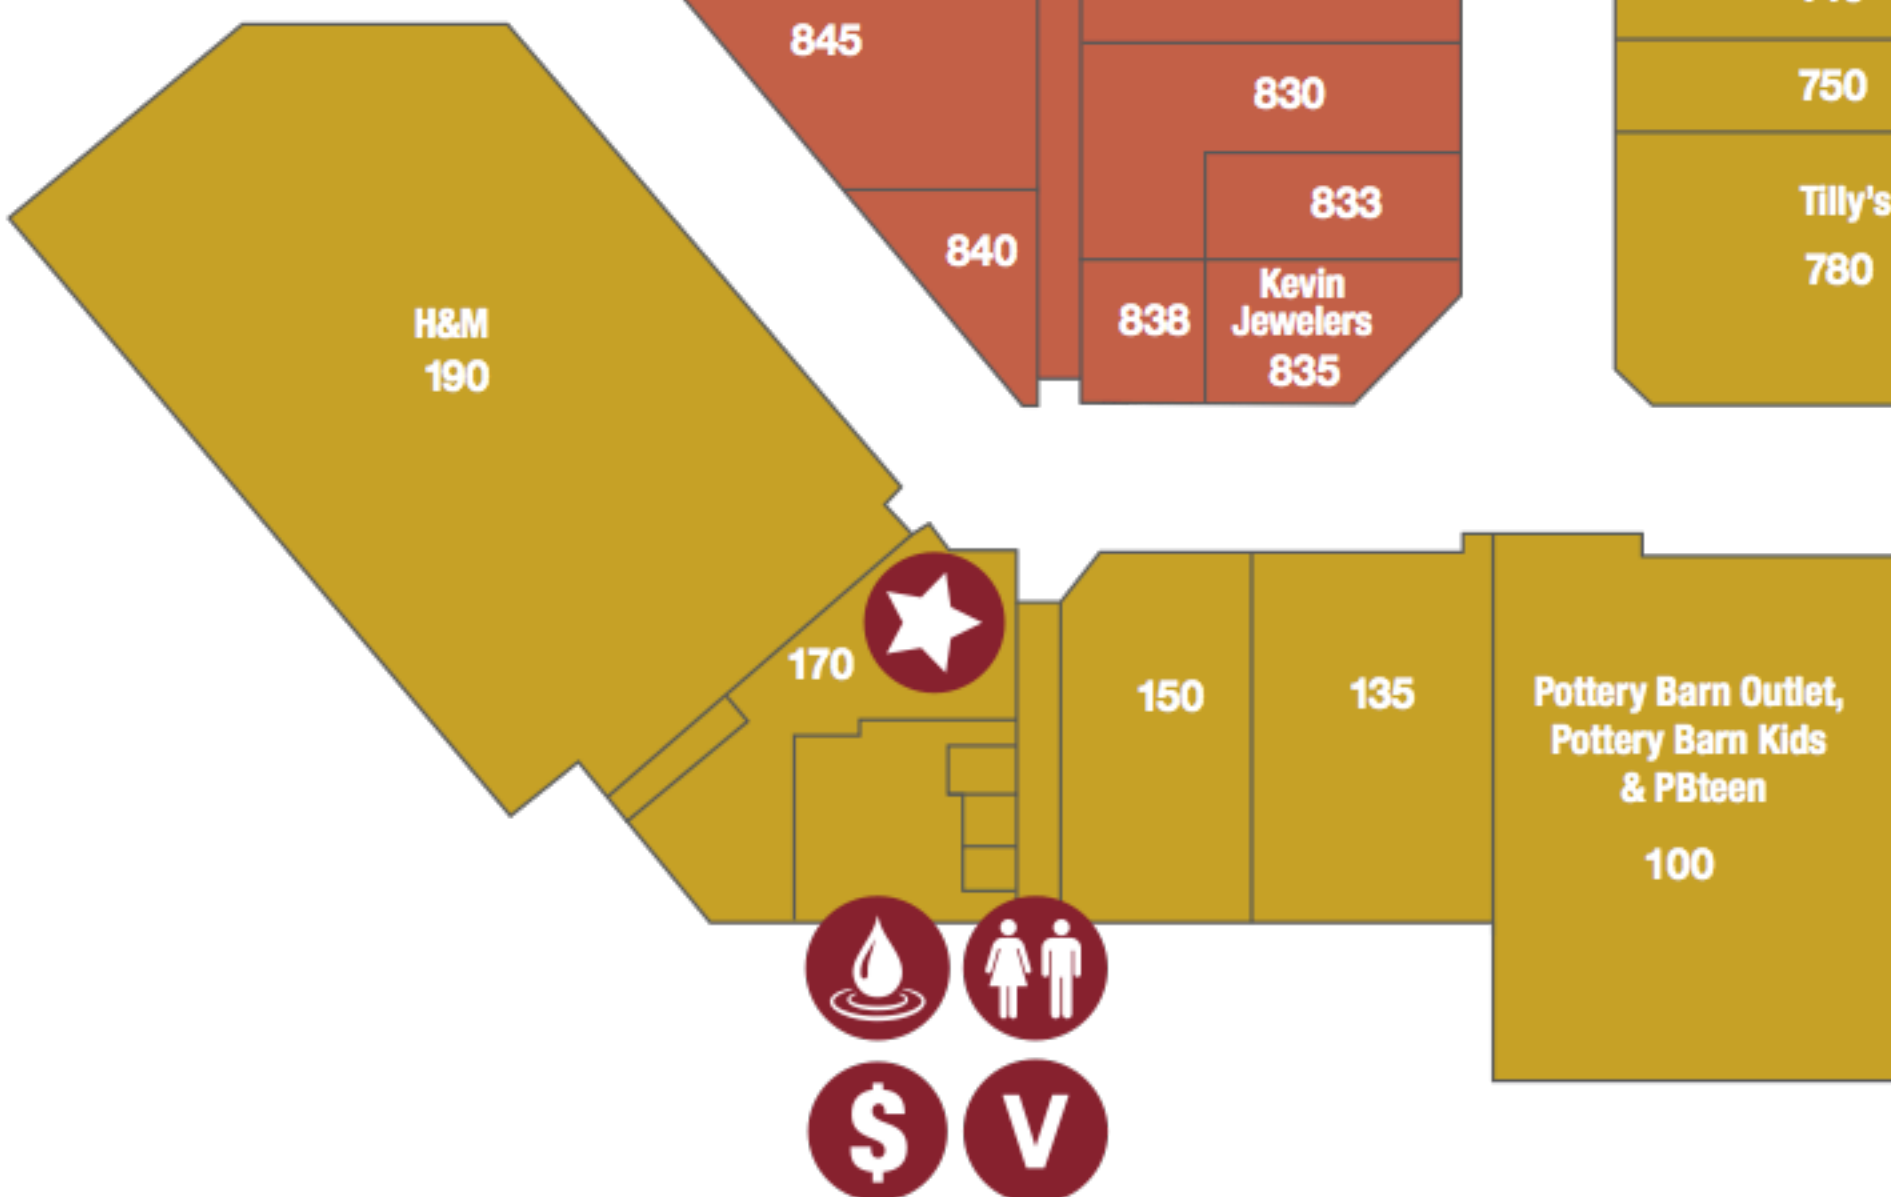 845
830
750
833
Tilly's
780
840
Kevin
Jewelers
835
838
H&M
190
170
150
135
Pottery Barn Outlet,
Pottery Barn Kids
& PBteen
100
$
V